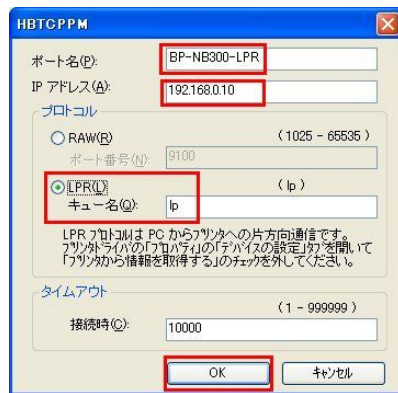 HBTCPPM
ポート名(P):
BP-NB300-LPR
IP アドレス(A):
192.168.0.10
プロトコル
RAW(R)
( 1025 - 65535 )
ポート番号(N):
9100
LPR(L)
( lp )
キュー名(Q):
lp
LPR プロトコルは PC からプリンタへの片方向通信です。
プリンタドライバの「プロパティ」の「デバイスの設定」タブを開いて
「プリンタから情報を取得する」のチェックを外してください。
タイムアウト
( 1 - 999999 )
接続時(C):
10000
OK
キャンセル